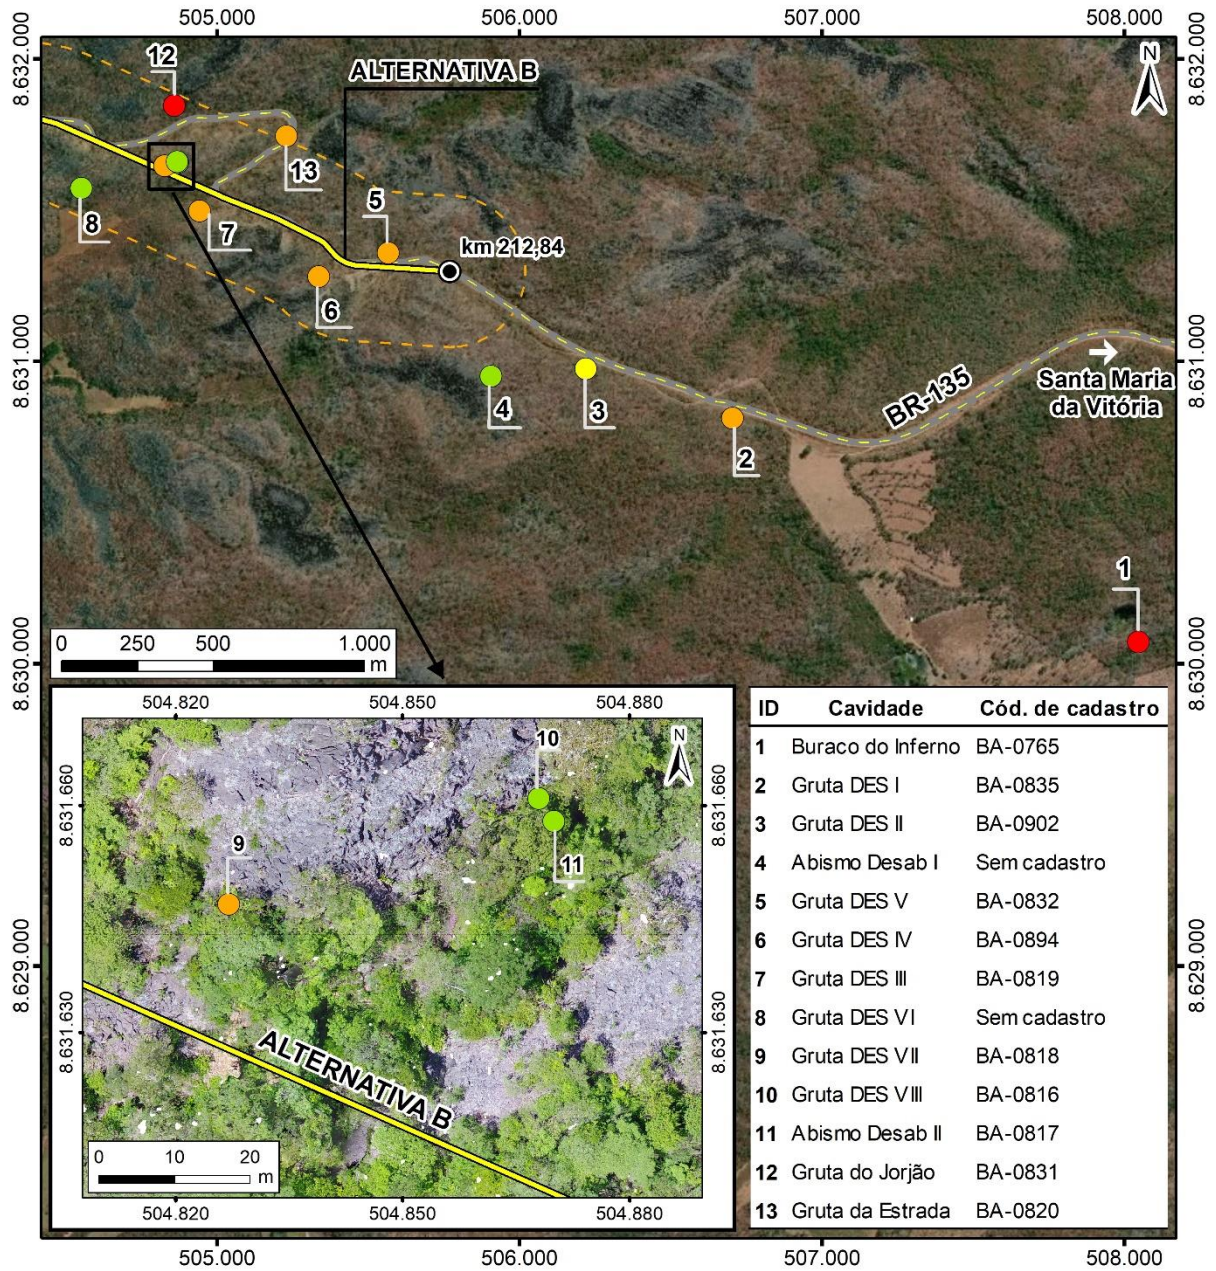 505.000 506.000 507.000 508.000
8.632.000
8.632.000
N
12
ALTERNATIVA B
13
5
8
7
km 212,84
6
8.631.000
8.631.000
Santa Maria
da Vitória
BR-135
4
3
2
1
0 250 500 1.000
m
8.630.000
8.630.000
504.820 504.850 504.880
10
N
8.631.660
8.631.660
9
11
8.631.630
8.631.630
ALTERNATIVA B
0 10 20
m
504.820 504.850 504.880
8.629.000
8.629.000
ID Cavidade Cód. de cadastro
1 Buraco do Inferno BA-0765
2 Gruta DES I BA-0835
3 Gruta DES II BA-0902
4 Abismo Desab I Sem cadastro
5 Gruta DES V BA-0832
6 Gruta DES IV BA-0894
7 Gruta DES III BA-0819
8 Gruta DES VI Sem cadastro
9 Gruta DES VII BA-0818
10 Gruta DES VIII BA-0816
11 Abismo Desab II BA-0817
12 Gruta do Jorjão BA-0831
13 Gruta da Estrada BA-0820
505.000 506.000 507.000 508.000